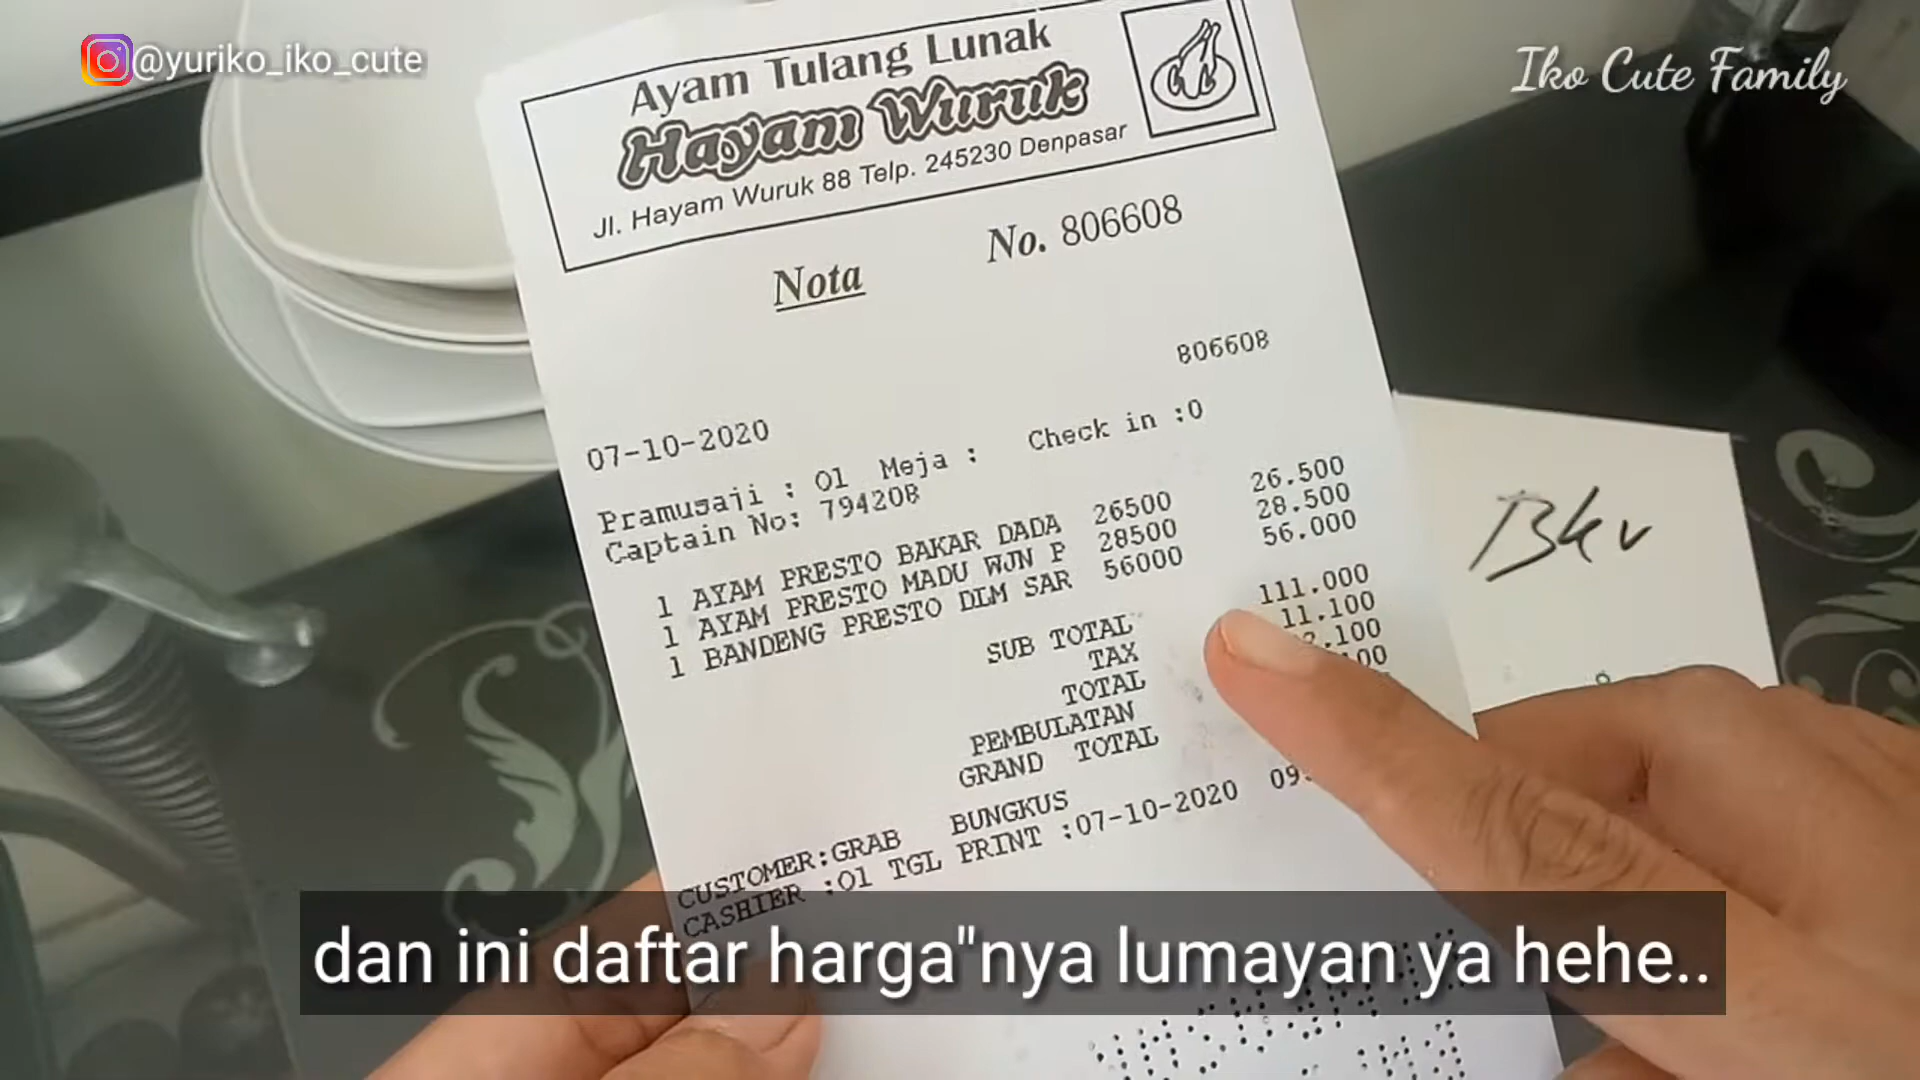 @yuriko_iko_cute
Iko Cute Family
Ayam Tulang Lunak
Hayam Wuruk
Jl. Hayam Wuruk 88 Telp. 245230 Denpasar
Nota No. 806608
806608
07-10-2020
Pramusaji : 01 Meja : Check in :0
Captain No: 794208
1 AYAM PRESTO BAKAR DADA 26500 26.500
1 AYAM PRESTO MADU WJN P 28500 28.500
1 BANDENG PRESTO DLM SAR 56000 56.000
SUB TOTAL 111.000
TAX 11.100
TOTAL
PEMBULATAN
GRAND TOTAL
CUSTOMER:GRAB BUNGKUS
CASHIER :01 TGL PRINT :07-10-2020
dan ini daftar harga"nya lumayan ya hehe..